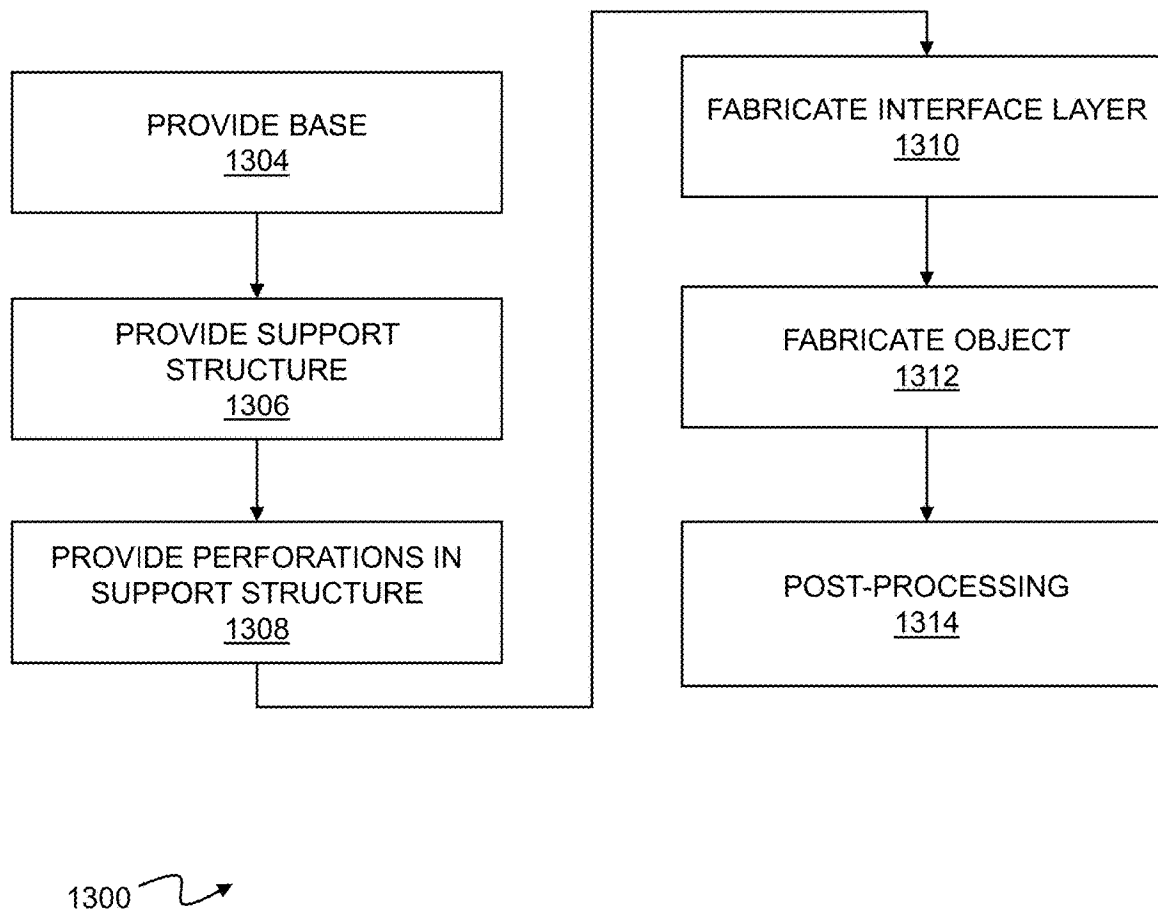 PROVIDE BASE
1304
PROVIDE SUPPORT
STRUCTURE
1306
PROVIDE PERFORATIONS IN
SUPPORT STRUCTURE
1308
FABRICATE INTERFACE LAYER
1310
FABRICATE OBJECT
1312
POST-PROCESSING
1314
1300